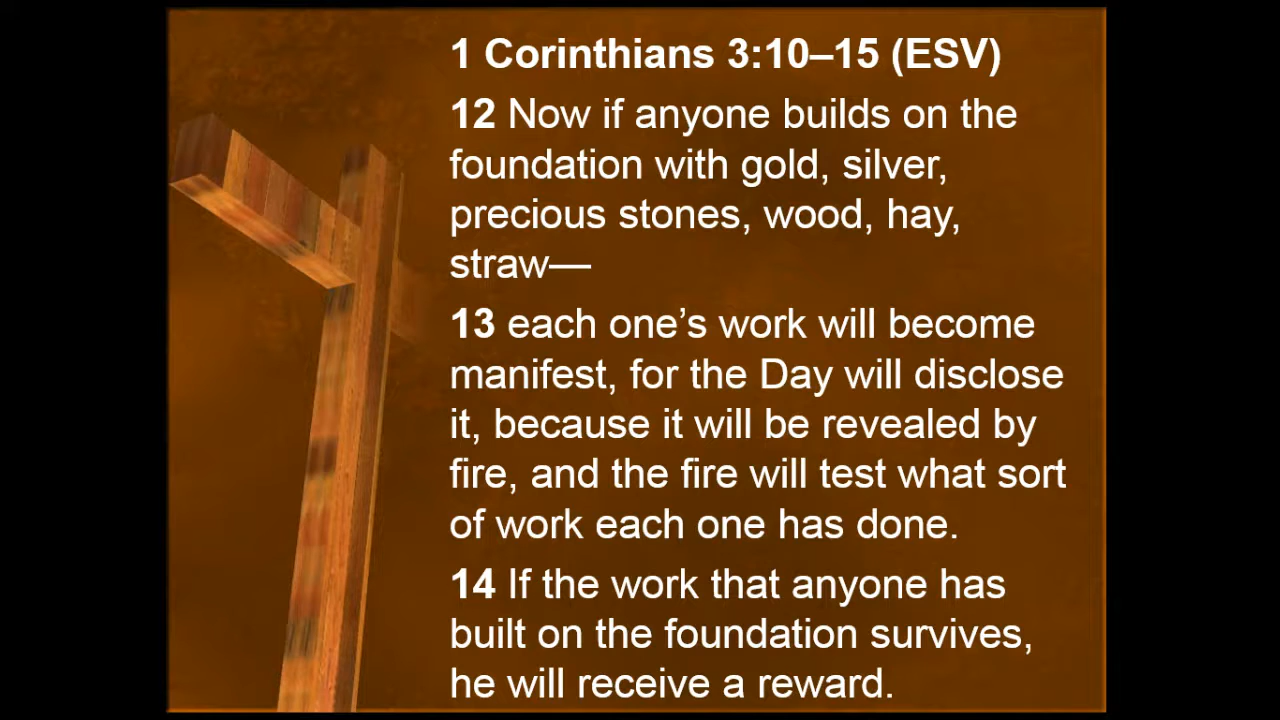 1 Corinthians 3:10–15 (ESV)
12 Now if anyone builds on the
foundation with gold, silver,
precious stones, wood, hay,
straw—
13 each one’s work will become
manifest, for the Day will disclose
it, because it will be revealed by
fire, and the fire will test what sort
of work each one has done.
14 If the work that anyone has
built on the foundation survives,
he will receive a reward.